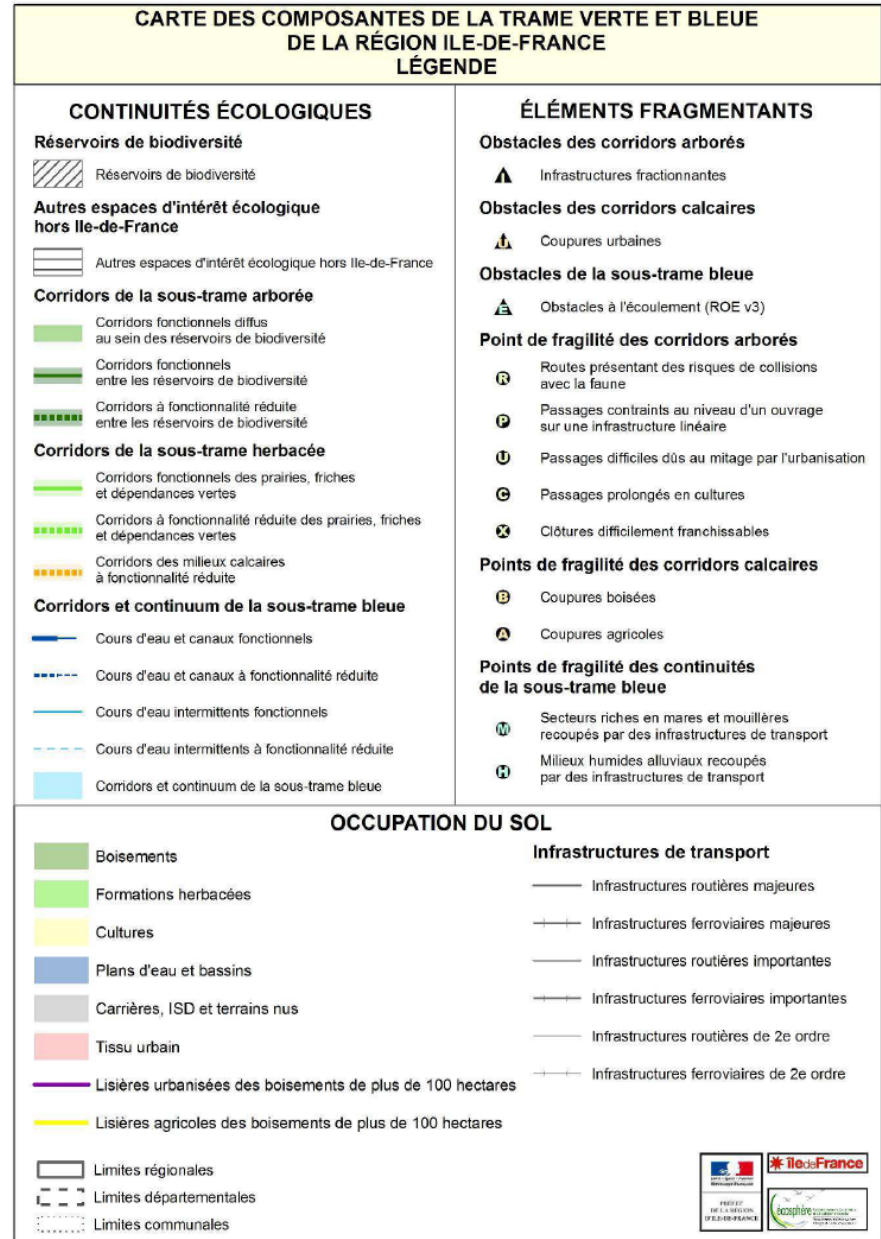 CARTE DES COMPOSANTES DE LA TRAME VERTE ET BLEUE
DE LA RÉGION ILE-DE-FRANCE
LÉGENDE
CONTINUITÉS ÉCOLOGIQUES
Réservoirs de biodiversité
Réservoirs de biodiversité
Autres espaces d'intérêt écologique
hors Ile-de-France
Autres espaces d'intérêt écologique hors Ile-de-France
Corridors de la sous-trame arborée
Corridors fonctionnels diffus
au sein des réservoirs de biodiversité
Corridors fonctionnels
entre les réservoirs de biodiversité
Corridors à fonctionnalité réduite
entre les réservoirs de biodiversité
Corridors de la sous-trame herbacée
Corridors fonctionnels des prairies, friches
et dépendances vertes
Corridors à fonctionnalité réduite des prairies, friches
et dépendances vertes
Corridors des milieux calcaires
à fonctionnalité réduite
Corridors et continuum de la sous-trame bleue
Cours d'eau et canaux fonctionnels
Cours d'eau et canaux à fonctionnalité réduite
Cours d'eau intermittents fonctionnels
Cours d'eau intermittents à fonctionnalité réduite
Corridors et continuum de la sous-trame bleue
ÉLÉMENTS FRAGMENTANTS
Obstacles des corridors arborés
Infrastructures fractionnantes
Obstacles des corridors calcaires
U Coupures urbaines
Obstacles de la sous-trame bleue
E Obstacles à l'écoulement (ROE v3)
Point de fragilité des corridors arborés
R Routes présentant des risques de collisions
avec la faune
P Passages contraints au niveau d'un ouvrage
sur une infrastructure linéaire
U Passages difficiles dûs au mitage par l'urbanisation
C Passages prolongés en cultures
X Clôtures difficilement franchissables
Points de fragilité des corridors calcaires
B Coupures boisées
A Coupures agricoles
Points de fragilité des continuités
de la sous-trame bleue
M Secteurs riches en mares et mouillères
recoupés par des infrastructures de transport
H Milieux humides alluviaux recoupés
par des infrastructures de transport
OCCUPATION DU SOL
Boisements
Formations herbacées
Cultures
Plans d'eau et bassins
Carrières, ISD et terrains nus
Tissu urbain
Lisières urbanisées des boisements de plus de 100 hectares
Lisières agricoles des boisements de plus de 100 hectares
Limites régionales
Limites départementales
Limites communales
Infrastructures de transport
Infrastructures routières majeures
Infrastructures ferroviaires majeures
Infrastructures routières importantes
Infrastructures ferroviaires importantes
Infrastructures routières de 2e ordre
Infrastructures ferroviaires de 2e ordre
PRÉFET
DE LA RÉGION
D'ILE-DE-FRANCE
îledeFrance
écosphère